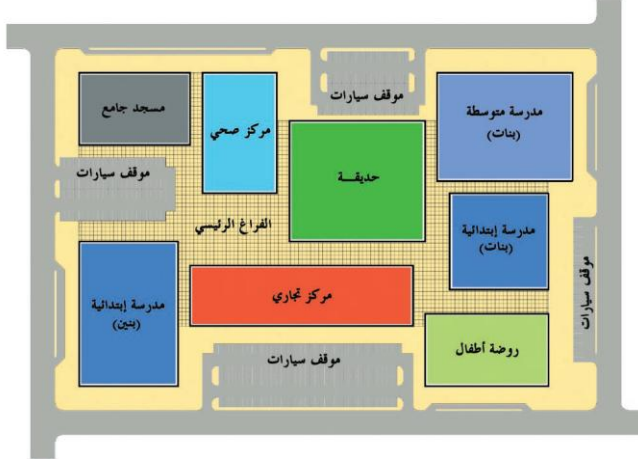 موقف سيارات
مدرسة متوسطة
(بنات)
مركز صحي
مسجد جامع
حديقـــة
موقف سيارات
مدرسة إبتدائية
(بنات)
الفراغ الرئيسي
موقف سيارات
مركز تجاري
مدرسة إبتدائية
(بنين)
روضة أطفال
موقف سيارات